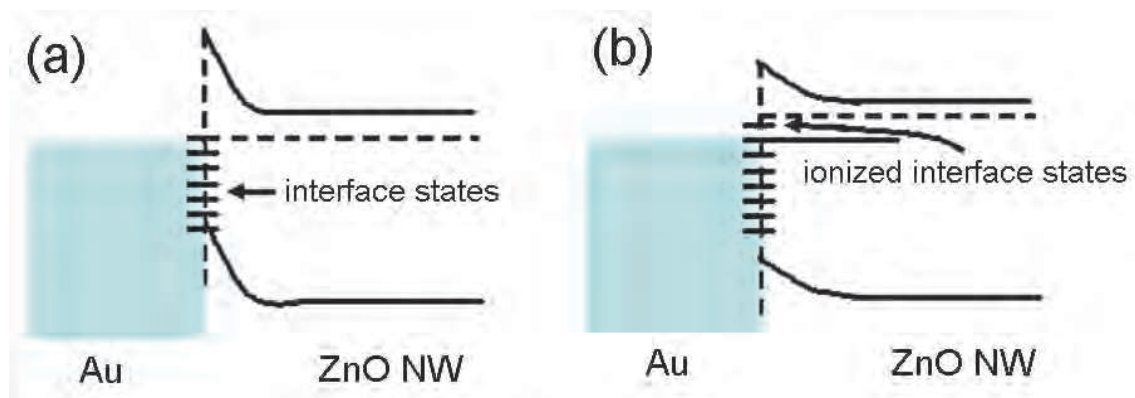 (a)
interface states
Au
ZnO NW
(b)
ionized interface states
Au
ZnO NW